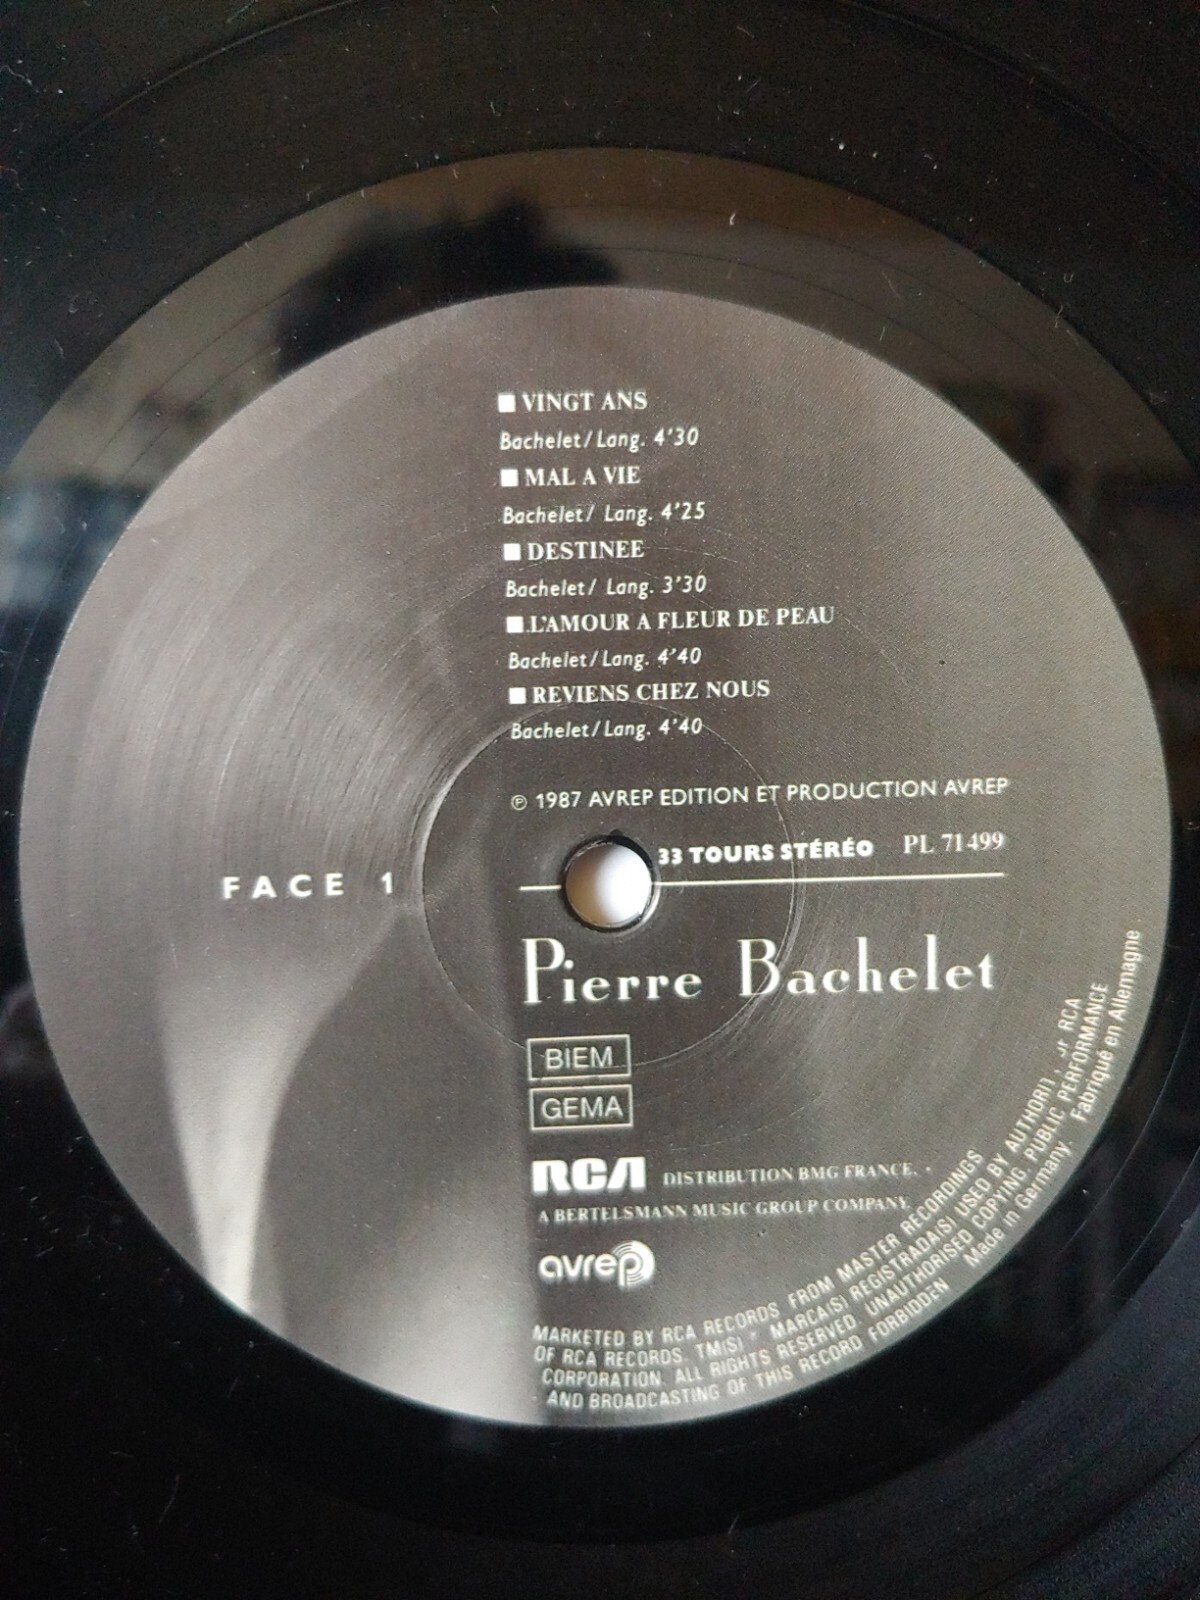 ■ VINGT ANS
Bachelet/Lang. 4'30
■ MAL A VIE
Bachelet/ Lang. 4'25
■ DESTINEE
Bachelet/ Lang. 3'30
■ L'AMOUR A FLEUR DE PEAU
Bachelet/Lang. 4'40
■ REVIENS CHEZ NOUS
Bachelet/Lang. 4'40
℗ 1987 AVREP EDITION ET PRODUCTION AVREP
33 TOURS STÉRÉO PL 71499
FACE 1
Pierre Bachelet
BIEM
GEMA
RCA DISTRIBUTION BMG FRANCE.
A BERTELSMANN MUSIC GROUP COMPANY.
avrep
MARKETED BY RCA RECORDS FROM MASTER RECORDINGS
OF RCA RECORDS. TM(S) ® MARCA(S) REGISTRADA(S) USED BY AUTHORITY OF RCA
CORPORATION. ALL RIGHTS RESERVED. UNAUTHORISED COPYING. PUBLIC PERFORMANCE
AND BROADCASTING OF THIS RECORD FORBIDDEN Made in Germany. Fabriqué en Allemagne